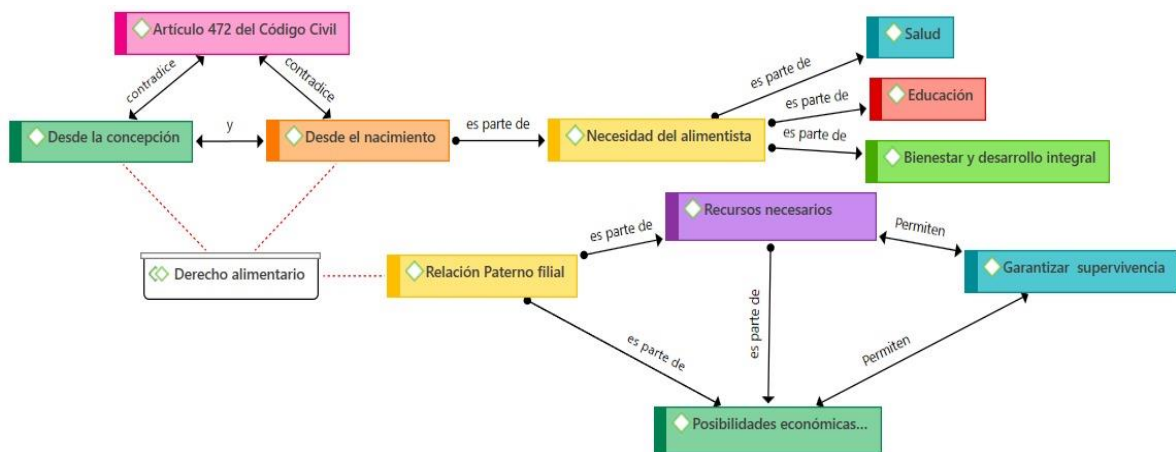 Artículo 472 del Código Civil
contradice
contradice
Desde la concepción
y
Desde el nacimiento
es parte de
Necesidad del alimentista
es parte de
Salud
es parte de
Educación
es parte de
Bienestar y desarrollo integral
Derecho alimentario
Relación Paterno filial
es parte de
Recursos necesarios
Permiten
Garantizar supervivencia
es parte de
es parte de
Permiten
Posibilidades económicas...